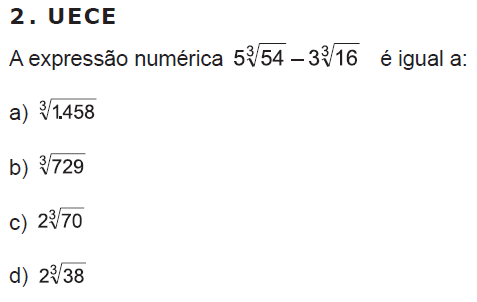 2. UECE
A expressão numérica 5∛54 – 3∛16 é igual a:
a) ∛1.458
b) ∛729
c) 2∛70
d) 2∛38